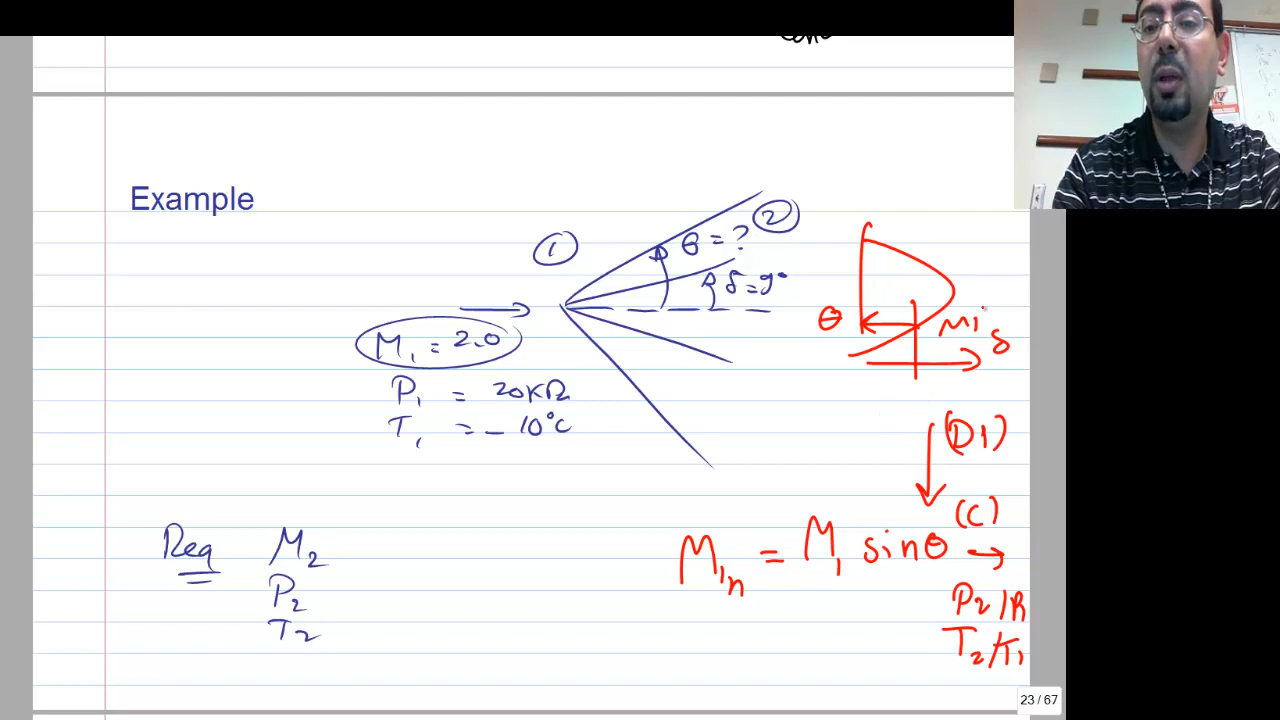 Example
① ②
θ = ?
δ = 9°
M₁ = 2.0
P₁ = 20 kPa
T₁ = - 10°C
θ M₁ δ
(D1)
(C)
Req M₂
P₂
T₂
M₁ₙ = M₁ sinθ →
P₂/P₁
T₂/T₁
23 / 67